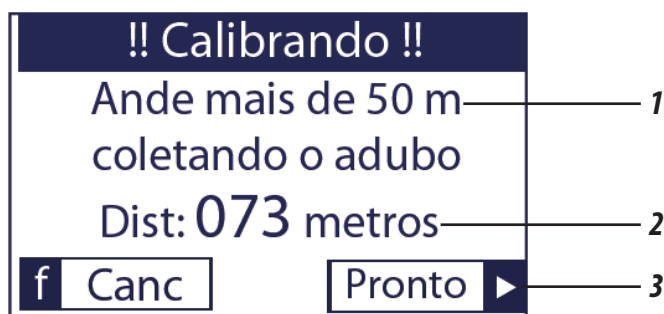 !! Calibrando !!
Ande mais de 50 m
1
coletando o adubo
Dist: 073 metros
2
f Canc
Pronto ▶
3